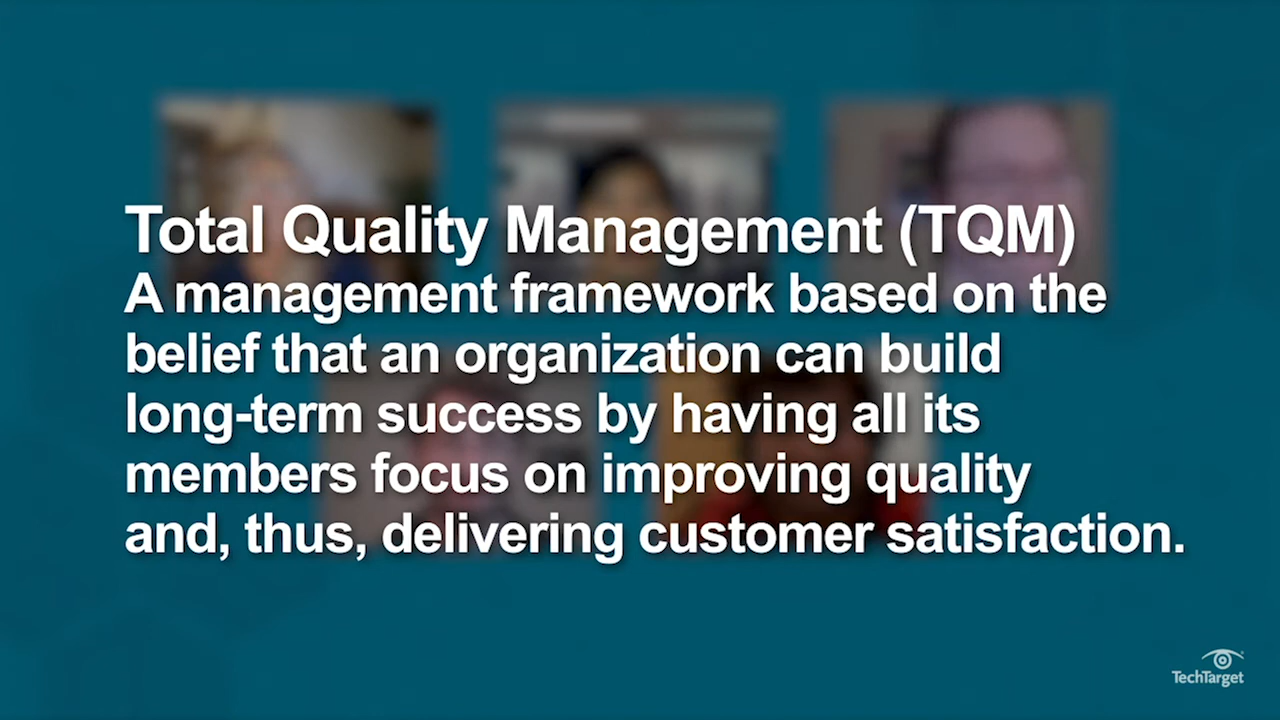 Total Quality Management (TQM)
A management framework based on the
belief that an organization can build
long-term success by having all its
members focus on improving quality
and, thus, delivering customer satisfaction.
TechTarget